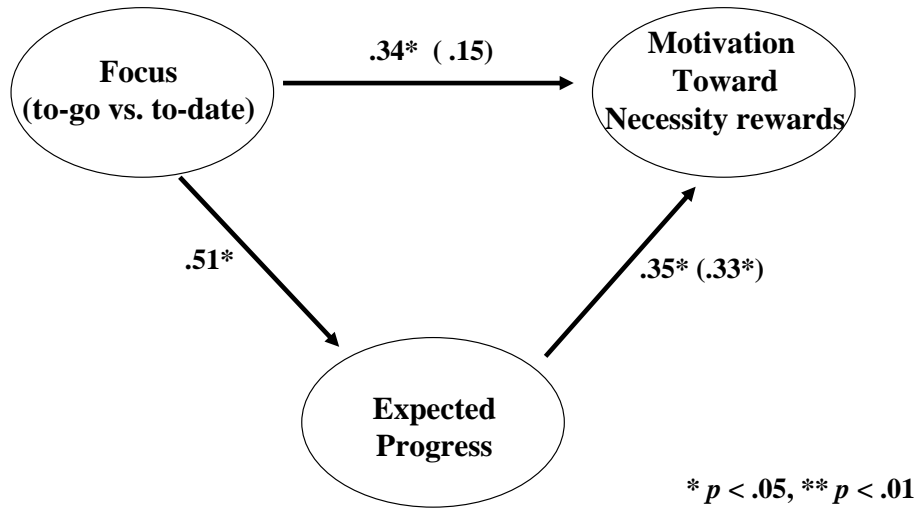 Focus
(to-go vs. to-date)
.34* ( .15)
Motivation
Toward
Necessity rewards
.51*
.35* (.33*)
Expected
Progress
* p < .05, ** p < .01